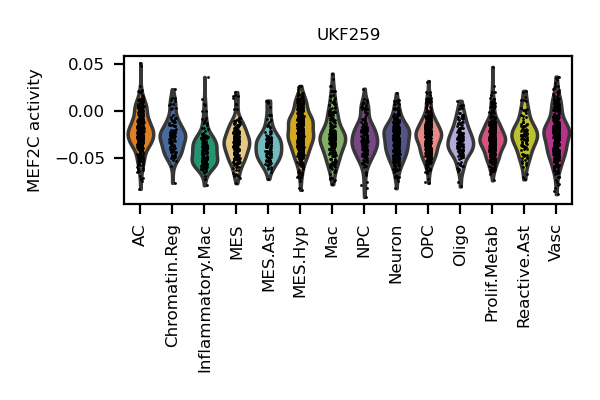 UKF259
MEF2C activity
0.05
0.00
−0.05
AC
Chromatin.Reg
Inflammatory.Mac
MES
MES.Ast
MES.Hyp
Mac
NPC
Neuron
OPC
Oligo
Prolif.Metab
Reactive.Ast
Vasc